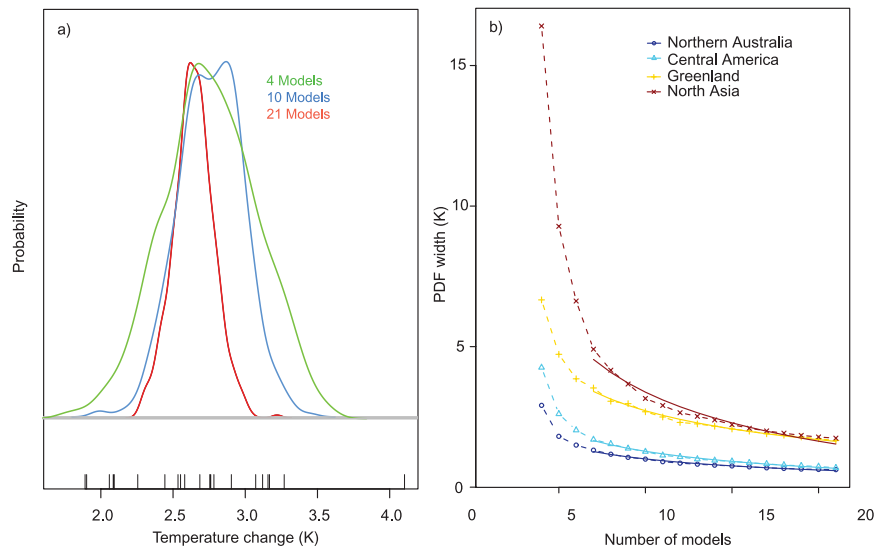 a)
4 Models
10 Models
21 Models
Probability
2.0
2.5
3.0
3.5
4.0
Temperature change (K)
b)
Northern Australia
Central America
Greenland
North Asia
PDF width (K)
15
10
5
0
0
5
10
15
20
Number of models